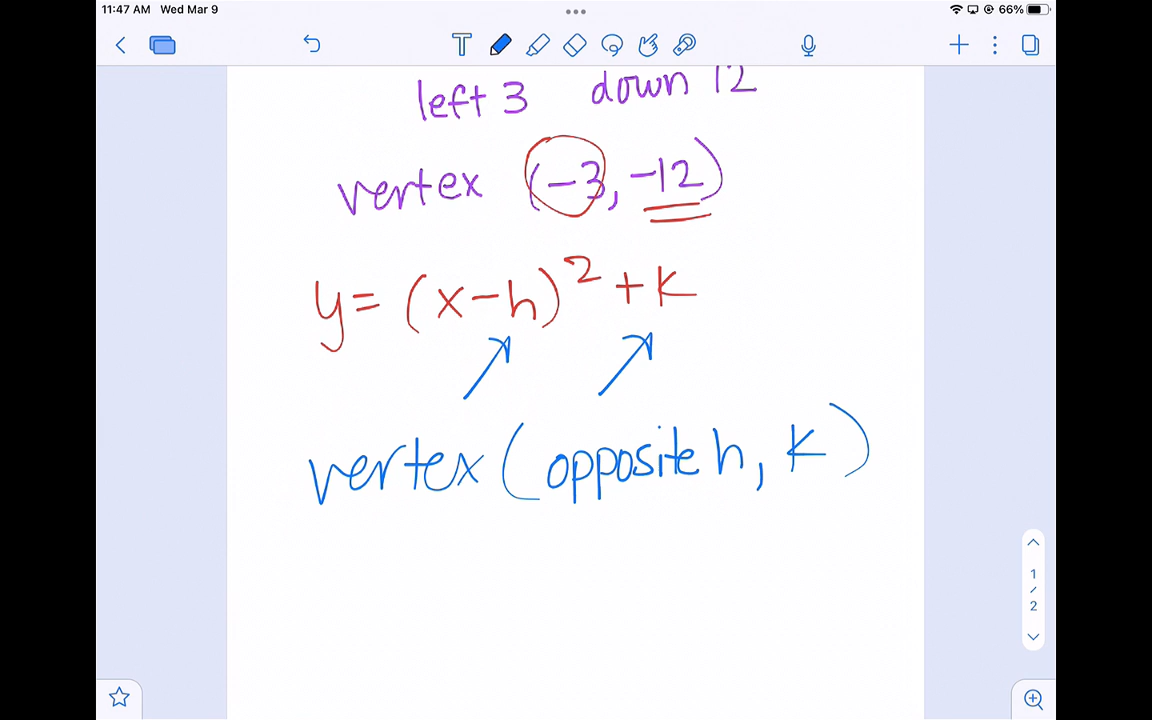 11:47 AM Wed Mar 9
66%
T
left 3 down 12
vertex (-3, -12)
y = (x-h)² + k
vertex (opposite h, k)
1
/
2